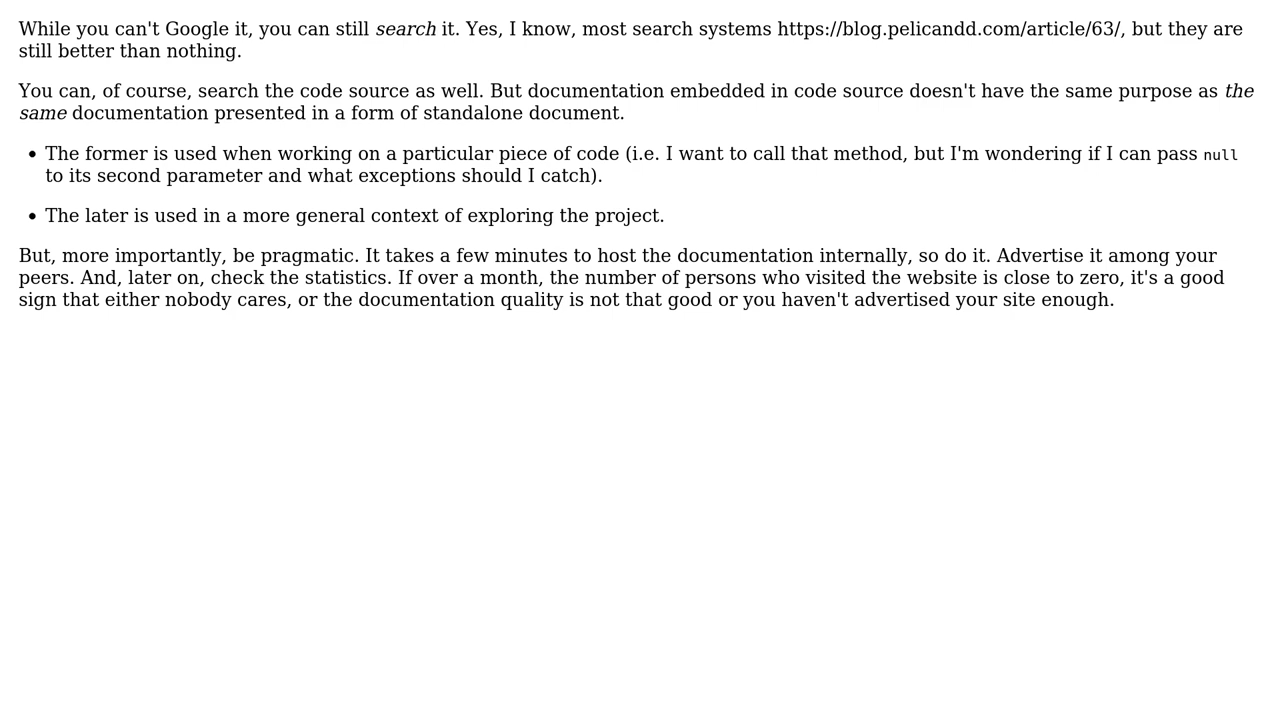 While you can't Google it, you can still search it. Yes, I know, most search systems https://blog.pelicandd.com/article/63/, but they are
still better than nothing.
You can, of course, search the code source as well. But documentation embedded in code source doesn't have the same purpose as the
same documentation presented in a form of standalone document.
• The former is used when working on a particular piece of code (i.e. I want to call that method, but I'm wondering if I can pass null
to its second parameter and what exceptions should I catch).
• The later is used in a more general context of exploring the project.
But, more importantly, be pragmatic. It takes a few minutes to host the documentation internally, so do it. Advertise it among your
peers. And, later on, check the statistics. If over a month, the number of persons who visited the website is close to zero, it's a good
sign that either nobody cares, or the documentation quality is not that good or you haven't advertised your site enough.